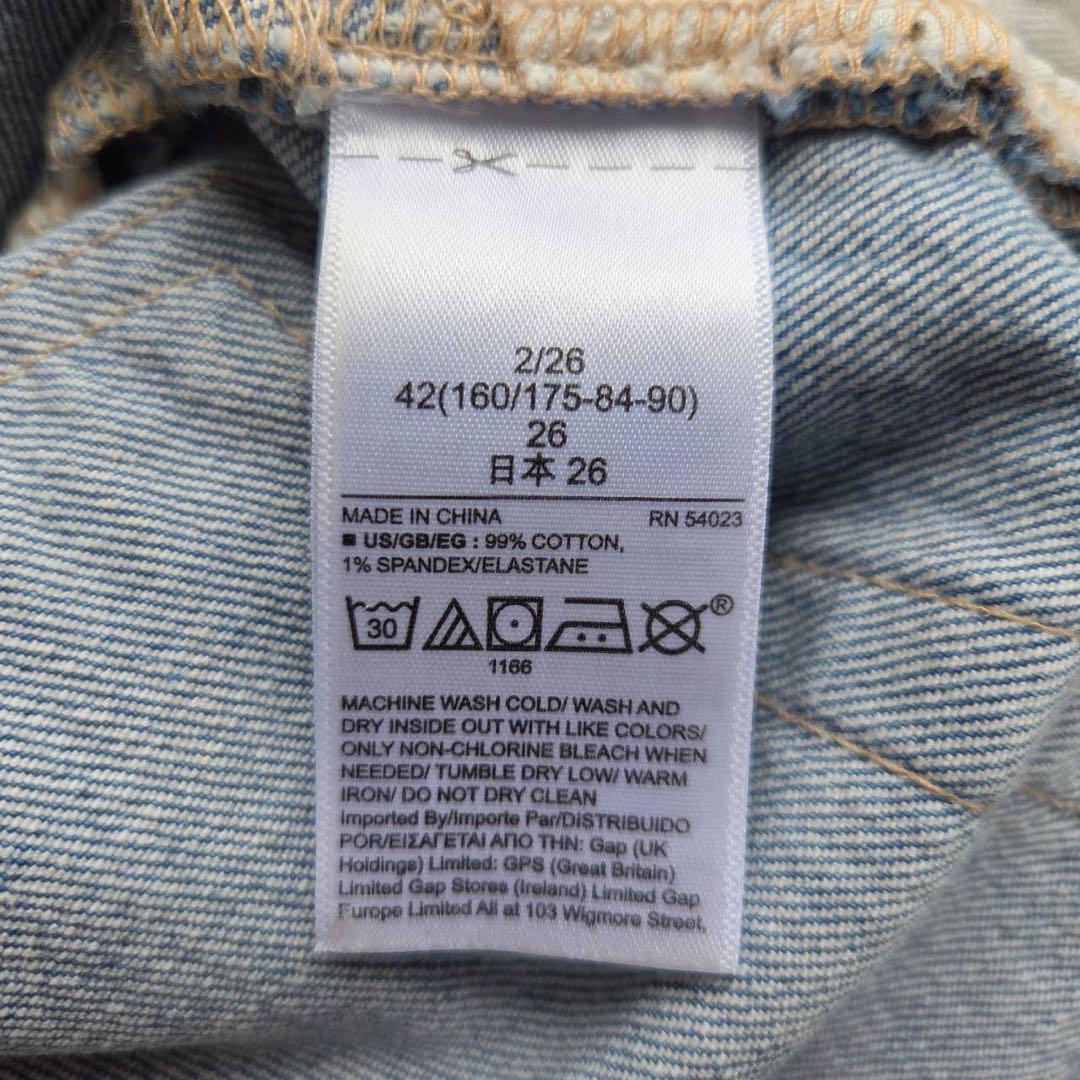 2/26
42(160/175-84-90)
26
日本 26
MADE IN CHINA RN 54023
■ US/GB/EG : 99% COTTON,
1% SPANDEX/ELASTANE
30 ®
1166
MACHINE WASH COLD/ WASH AND
DRY INSIDE OUT WITH LIKE COLORS/
ONLY NON-CHLORINE BLEACH WHEN
NEEDED/ TUMBLE DRY LOW/ WARM
IRON/ DO NOT DRY CLEAN
Imported By/Importe Par/DISTRIBUIDO
POR/ΕΙΣΑΓΕΤΑΙ ΑΠΟ ΤΗΝ: Gap (UK
Holdings) Limited: GPS (Great Britain)
Limited Gap Stores (Ireland) Limited Gap
Europe Limited All at 103 Wigmore Street,